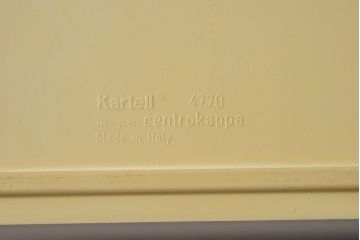 Kartell® 4770
Designer centrokappa
Made in Italy